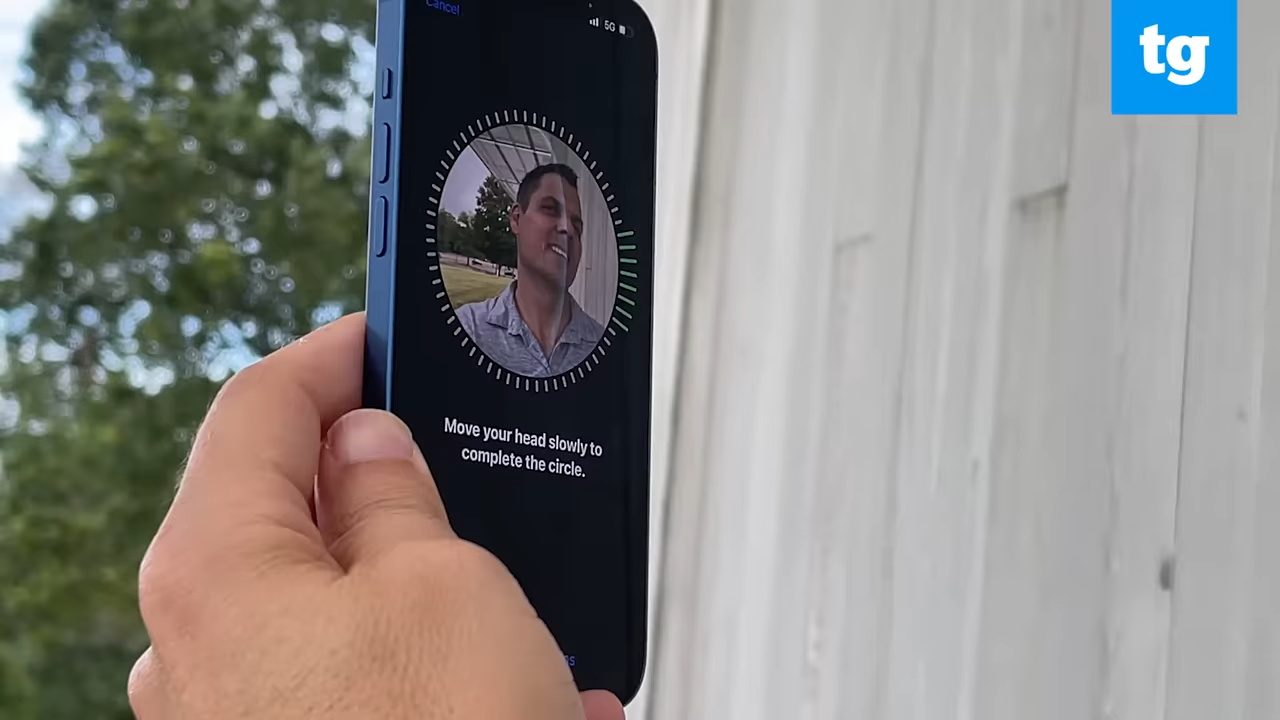 Cancel
5G
tg
Move your head slowly to
complete the circle.